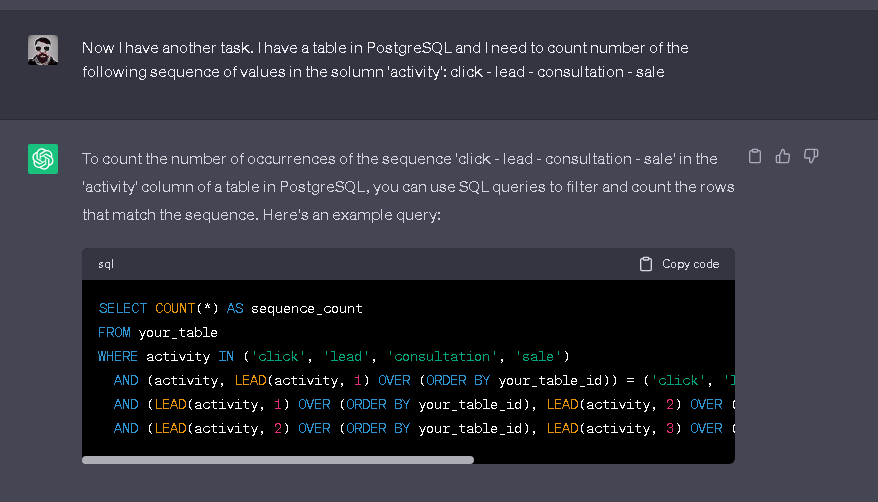 Now I have another task. I have a table in PostgreSQL and I need to count number of the
following sequence of values in the solumn 'activity': click - lead - consultation - sale
To count the number of occurrences of the sequence 'click - lead - consultation - sale' in the
'activity' column of a table in PostgreSQL, you can use SQL queries to filter and count the rows
that match the sequence. Here's an example query:
sql Copy code
SELECT COUNT(*) AS sequence_count
FROM your_table
WHERE activity IN ('click', 'lead', 'consultation', 'sale')
AND (activity, LEAD(activity, 1) OVER (ORDER BY your_table_id)) = ('click', 'l
AND (LEAD(activity, 1) OVER (ORDER BY your_table_id), LEAD(activity, 2) OVER (
AND (LEAD(activity, 2) OVER (ORDER BY your_table_id), LEAD(activity, 3) OVER (